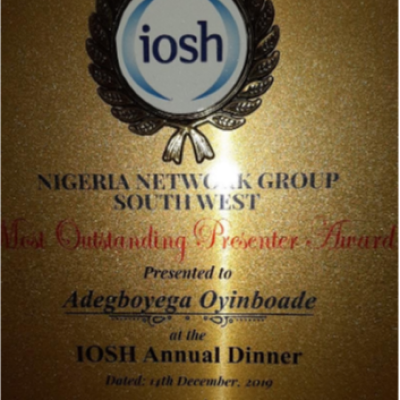 iosh
NIGERIA NETWORK GROUP
SOUTH WEST
Most Outstanding Presenter Award
Presented to
Adegboyega Oyinboade
at the
IOSH Annual Dinner
Dated: 14th December, 2019